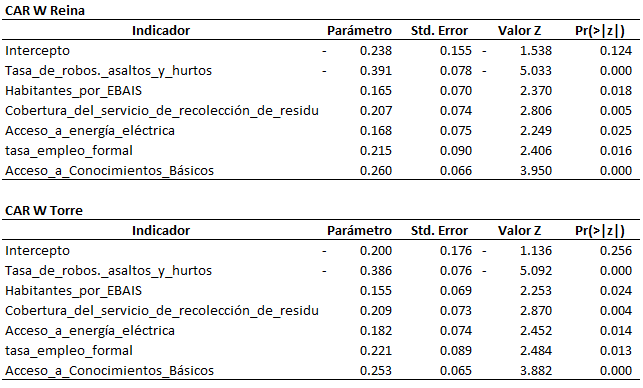 CAR W Reina
Indicador Parámetro Std. Error Valor Z Pr(>|z|)
Intercepto - 0.238 0.155 - 1.538 0.124
Tasa_de_robos._asaltos_y_hurtos - 0.391 0.078 - 5.033 0.000
Habitantes_por_EBAIS 0.165 0.070 2.370 0.018
Cobertura_del_servicio_de_recolección_de_residu 0.207 0.074 2.806 0.005
Acceso_a_energía_eléctrica 0.168 0.075 2.249 0.025
tasa_empleo_formal 0.215 0.090 2.406 0.016
Acceso_a_Conocimientos_Básicos 0.260 0.066 3.950 0.000
CAR W Torre
Indicador Parámetro Std. Error Valor Z Pr(>|z|)
Intercepto - 0.200 0.176 - 1.136 0.256
Tasa_de_robos._asaltos_y_hurtos - 0.386 0.076 - 5.092 0.000
Habitantes_por_EBAIS 0.155 0.069 2.253 0.024
Cobertura_del_servicio_de_recolección_de_residu 0.209 0.073 2.870 0.004
Acceso_a_energía_eléctrica 0.182 0.074 2.452 0.014
tasa_empleo_formal 0.221 0.089 2.484 0.013
Acceso_a_Conocimientos_Básicos 0.253 0.065 3.882 0.000